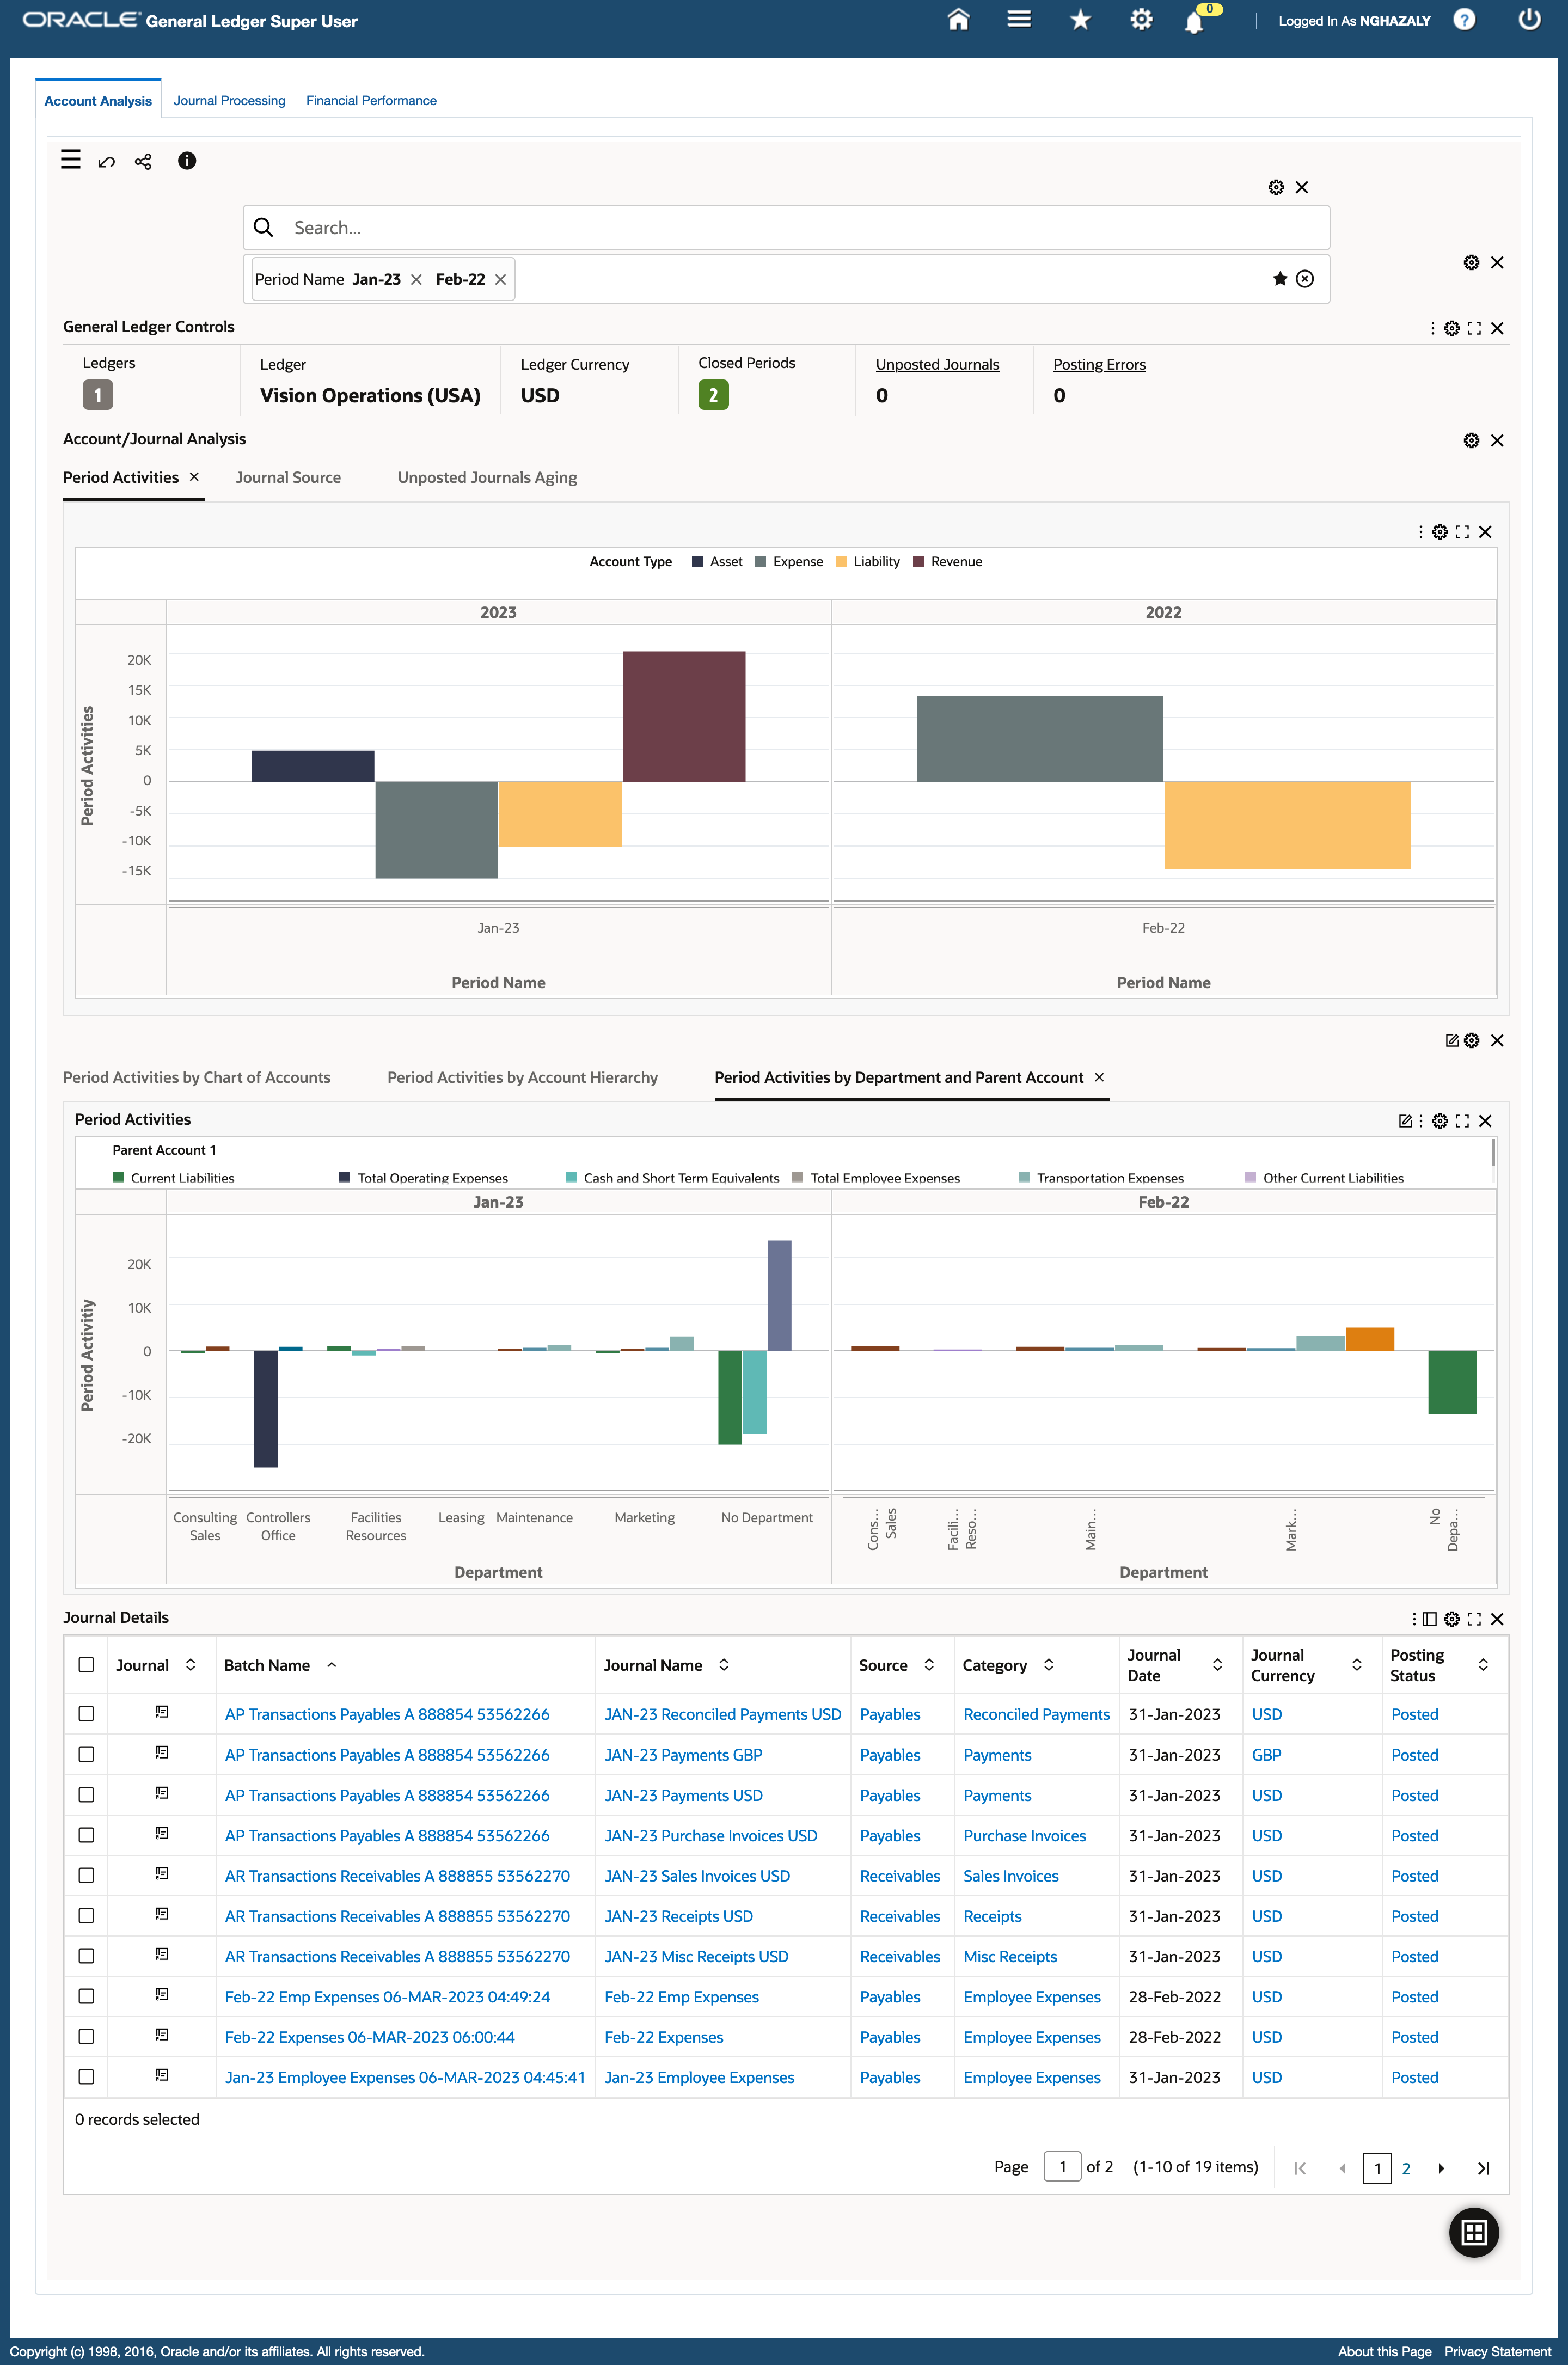 ORACLE General Ledger Super User
0
Logged In As NGHAZALY
?
Account Analysis Journal Processing Financial Performance
Search...
Period Name Jan-23 Feb-22
General Ledger Controls
Ledgers Ledger Ledger Currency Closed Periods Unposted Journals Posting Errors
1 Vision Operations (USA) USD 2 0 0
Account/Journal Analysis
Period Activities Journal Source Unposted Journals Aging
Account Type Asset Expense Liability Revenue
2023 2022
Period Activities
20K
15K
10K
5K
0
-5K
-10K
-15K
Jan-23 Feb-22
Period Name Period Name
Period Activities by Chart of Accounts Period Activities by Account Hierarchy Period Activities by Department and Parent Account
Period Activities
Parent Account 1
Current Liabilities Total Operating Expenses Cash and Short Term Equivalents Total Employee Expenses Transportation Expenses Other Current Liabilities
Jan-23 Feb-22
Period Activitiy
20K
10K
0
-10K
-20K
Consulting Sales Controllers Office Facilities Resources Leasing Maintenance Marketing No Department
Cons... Sales Facili... Reso... Main... Mark... No Depa...
Department Department
Journal Details
Journal Batch Name Journal Name Source Category Journal Date Journal Currency Posting Status
AP Transactions Payables A 888854 53562266 JAN-23 Reconciled Payments USD Payables Reconciled Payments 31-Jan-2023 USD Posted
AP Transactions Payables A 888854 53562266 JAN-23 Payments GBP Payables Payments 31-Jan-2023 GBP Posted
AP Transactions Payables A 888854 53562266 JAN-23 Payments USD Payables Payments 31-Jan-2023 USD Posted
AP Transactions Payables A 888854 53562266 JAN-23 Purchase Invoices USD Payables Purchase Invoices 31-Jan-2023 USD Posted
AR Transactions Receivables A 888855 53562270 JAN-23 Sales Invoices USD Receivables Sales Invoices 31-Jan-2023 USD Posted
AR Transactions Receivables A 888855 53562270 JAN-23 Receipts USD Receivables Receipts 31-Jan-2023 USD Posted
AR Transactions Receivables A 888855 53562270 JAN-23 Misc Receipts USD Receivables Misc Receipts 31-Jan-2023 USD Posted
Feb-22 Emp Expenses 06-MAR-2023 04:49:24 Feb-22 Emp Expenses Payables Employee Expenses 28-Feb-2022 USD Posted
Feb-22 Expenses 06-MAR-2023 06:00:44 Feb-22 Expenses Payables Employee Expenses 28-Feb-2022 USD Posted
Jan-23 Employee Expenses 06-MAR-2023 04:45:41 Jan-23 Employee Expenses Payables Employee Expenses 31-Jan-2023 USD Posted
0 records selected
Page 1 of 2 (1-10 of 19 items) 1 2
Copyright (c) 1998, 2016, Oracle and/or its affiliates. All rights reserved. About this Page Privacy Statement